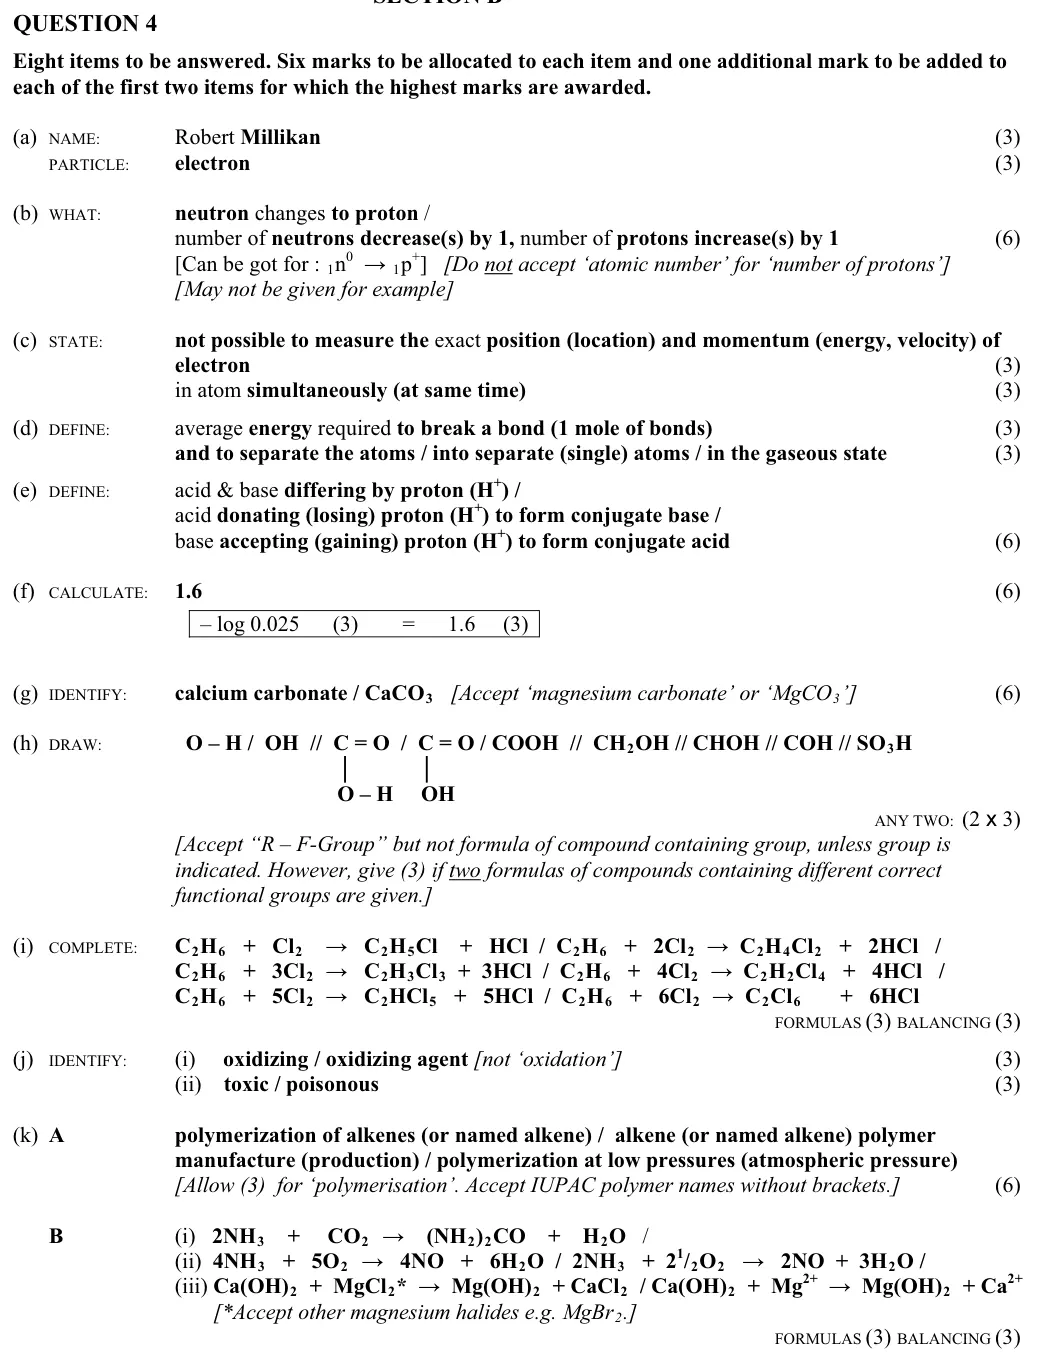 SECTION B
QUESTION 4
Eight items to be answered. Six marks to be allocated to each item and one additional mark to be added to
each of the first two items for which the highest marks are awarded.
(a) NAME: Robert Millikan (3)
PARTICLE: electron (3)
(b) WHAT: neutron changes to proton /
number of neutrons decrease(s) by 1, number of protons increase(s) by 1 (6)
[Can be got for : ₁n⁰ → ₁p⁺] [Do not accept ‘atomic number’ for ‘number of protons’]
[May not be given for example]
(c) STATE: not possible to measure the exact position (location) and momentum (energy, velocity) of
electron (3)
in atom simultaneously (at same time) (3)
(d) DEFINE: average energy required to break a bond (1 mole of bonds) (3)
and to separate the atoms / into separate (single) atoms / in the gaseous state (3)
(e) DEFINE: acid & base differing by proton (H⁺) /
acid donating (losing) proton (H⁺) to form conjugate base /
base accepting (gaining) proton (H⁺) to form conjugate acid (6)
(f) CALCULATE: 1.6 (6)
– log 0.025 (3) = 1.6 (3)
(g) IDENTIFY: calcium carbonate / CaCO₃ [Accept ‘magnesium carbonate’ or ‘MgCO₃’] (6)
(h) DRAW: O – H / OH // C = O / C = O / COOH // CH₂OH // CHOH // COH // SO₃H
O – H OH
ANY TWO: (2 x 3)
[Accept “R – F-Group” but not formula of compound containing group, unless group is
indicated. However, give (3) if two formulas of compounds containing different correct
functional groups are given.]
(i) COMPLETE: C₂H₆ + Cl₂ → C₂H₅Cl + HCl / C₂H₆ + 2Cl₂ → C₂H₄Cl₂ + 2HCl /
C₂H₆ + 3Cl₂ → C₂H₃Cl₃ + 3HCl / C₂H₆ + 4Cl₂ → C₂H₂Cl₄ + 4HCl /
C₂H₆ + 5Cl₂ → C₂HCl₅ + 5HCl / C₂H₆ + 6Cl₂ → C₂Cl₆ + 6HCl
FORMULAS (3) BALANCING (3)
(j) IDENTIFY: (i) oxidizing / oxidizing agent [not ‘oxidation’] (3)
(ii) toxic / poisonous (3)
(k) A polymerization of alkenes (or named alkene) / alkene (or named alkene) polymer
manufacture (production) / polymerization at low pressures (atmospheric pressure)
[Allow (3) for ‘polymerisation’. Accept IUPAC polymer names without brackets.] (6)
B (i) 2NH₃ + CO₂ → (NH₂)₂CO + H₂O /
(ii) 4NH₃ + 5O₂ → 4NO + 6H₂O / 2NH₃ + 2¹/₂O₂ → 2NO + 3H₂O /
(iii) Ca(OH)₂ + MgCl₂* → Mg(OH)₂ + CaCl₂ / Ca(OH)₂ + Mg²⁺ → Mg(OH)₂ + Ca²⁺
[*Accept other magnesium halides e.g. MgBr₂.]
FORMULAS (3) BALANCING (3)